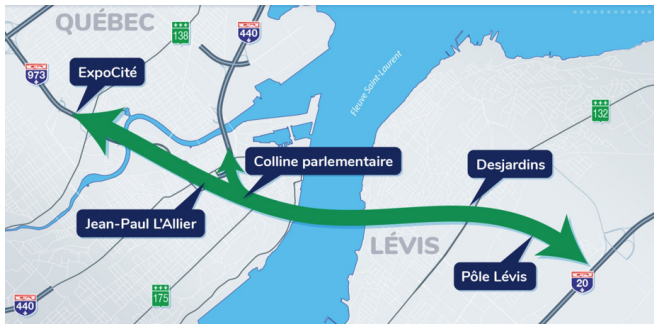 QUÉBEC
138
440
973
ExpoCité
Fleuve Saint-Laurent
132
Colline parlementaire
Desjardins
Jean-Paul L'Allier
LÉVIS
Pôle Lévis
20
440
175